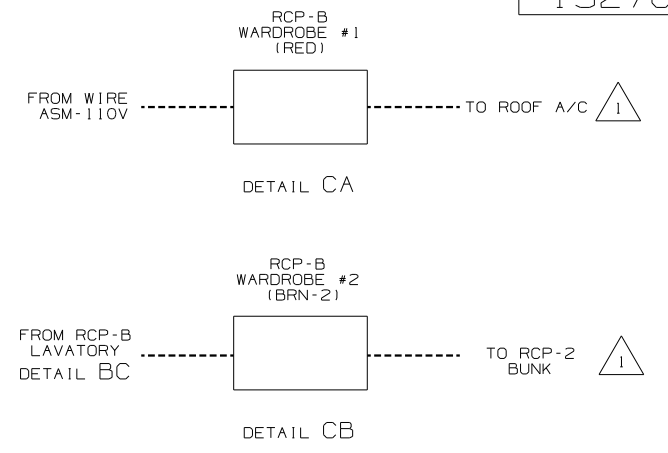 RCP-B
WARDROBE #1
(RED)
FROM WIRE
ASM-110V
TO ROOF A/C
1
DETAIL CA
RCP-B
WARDROBE #2
(BRN-2)
FROM RCP-B
LAVATORY
DETAIL BC
TO RCP-2
BUNK
1
DETAIL CB